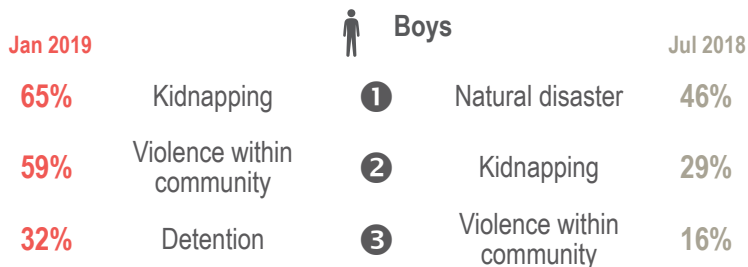 Boys
Jan 2019
Jul 2018
65% Kidnapping 1 Natural disaster 46%
59% Violence within
community 2 Kidnapping 29%
32% Detention 3 Violence within
community 16%